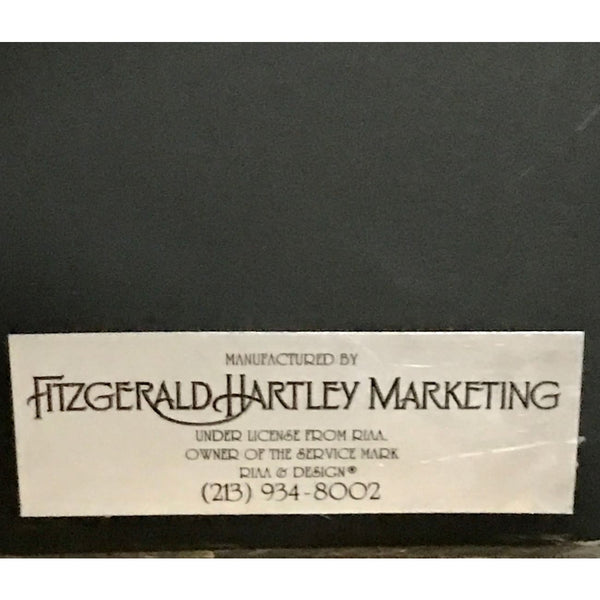 MANUFACTURED BY
FITZGERALD HARTLEY MARKETING
UNDER LICENSE FROM RIAA,
OWNER OF THE SERVICE MARK
RIAA & DESIGN®
(213) 934-8002